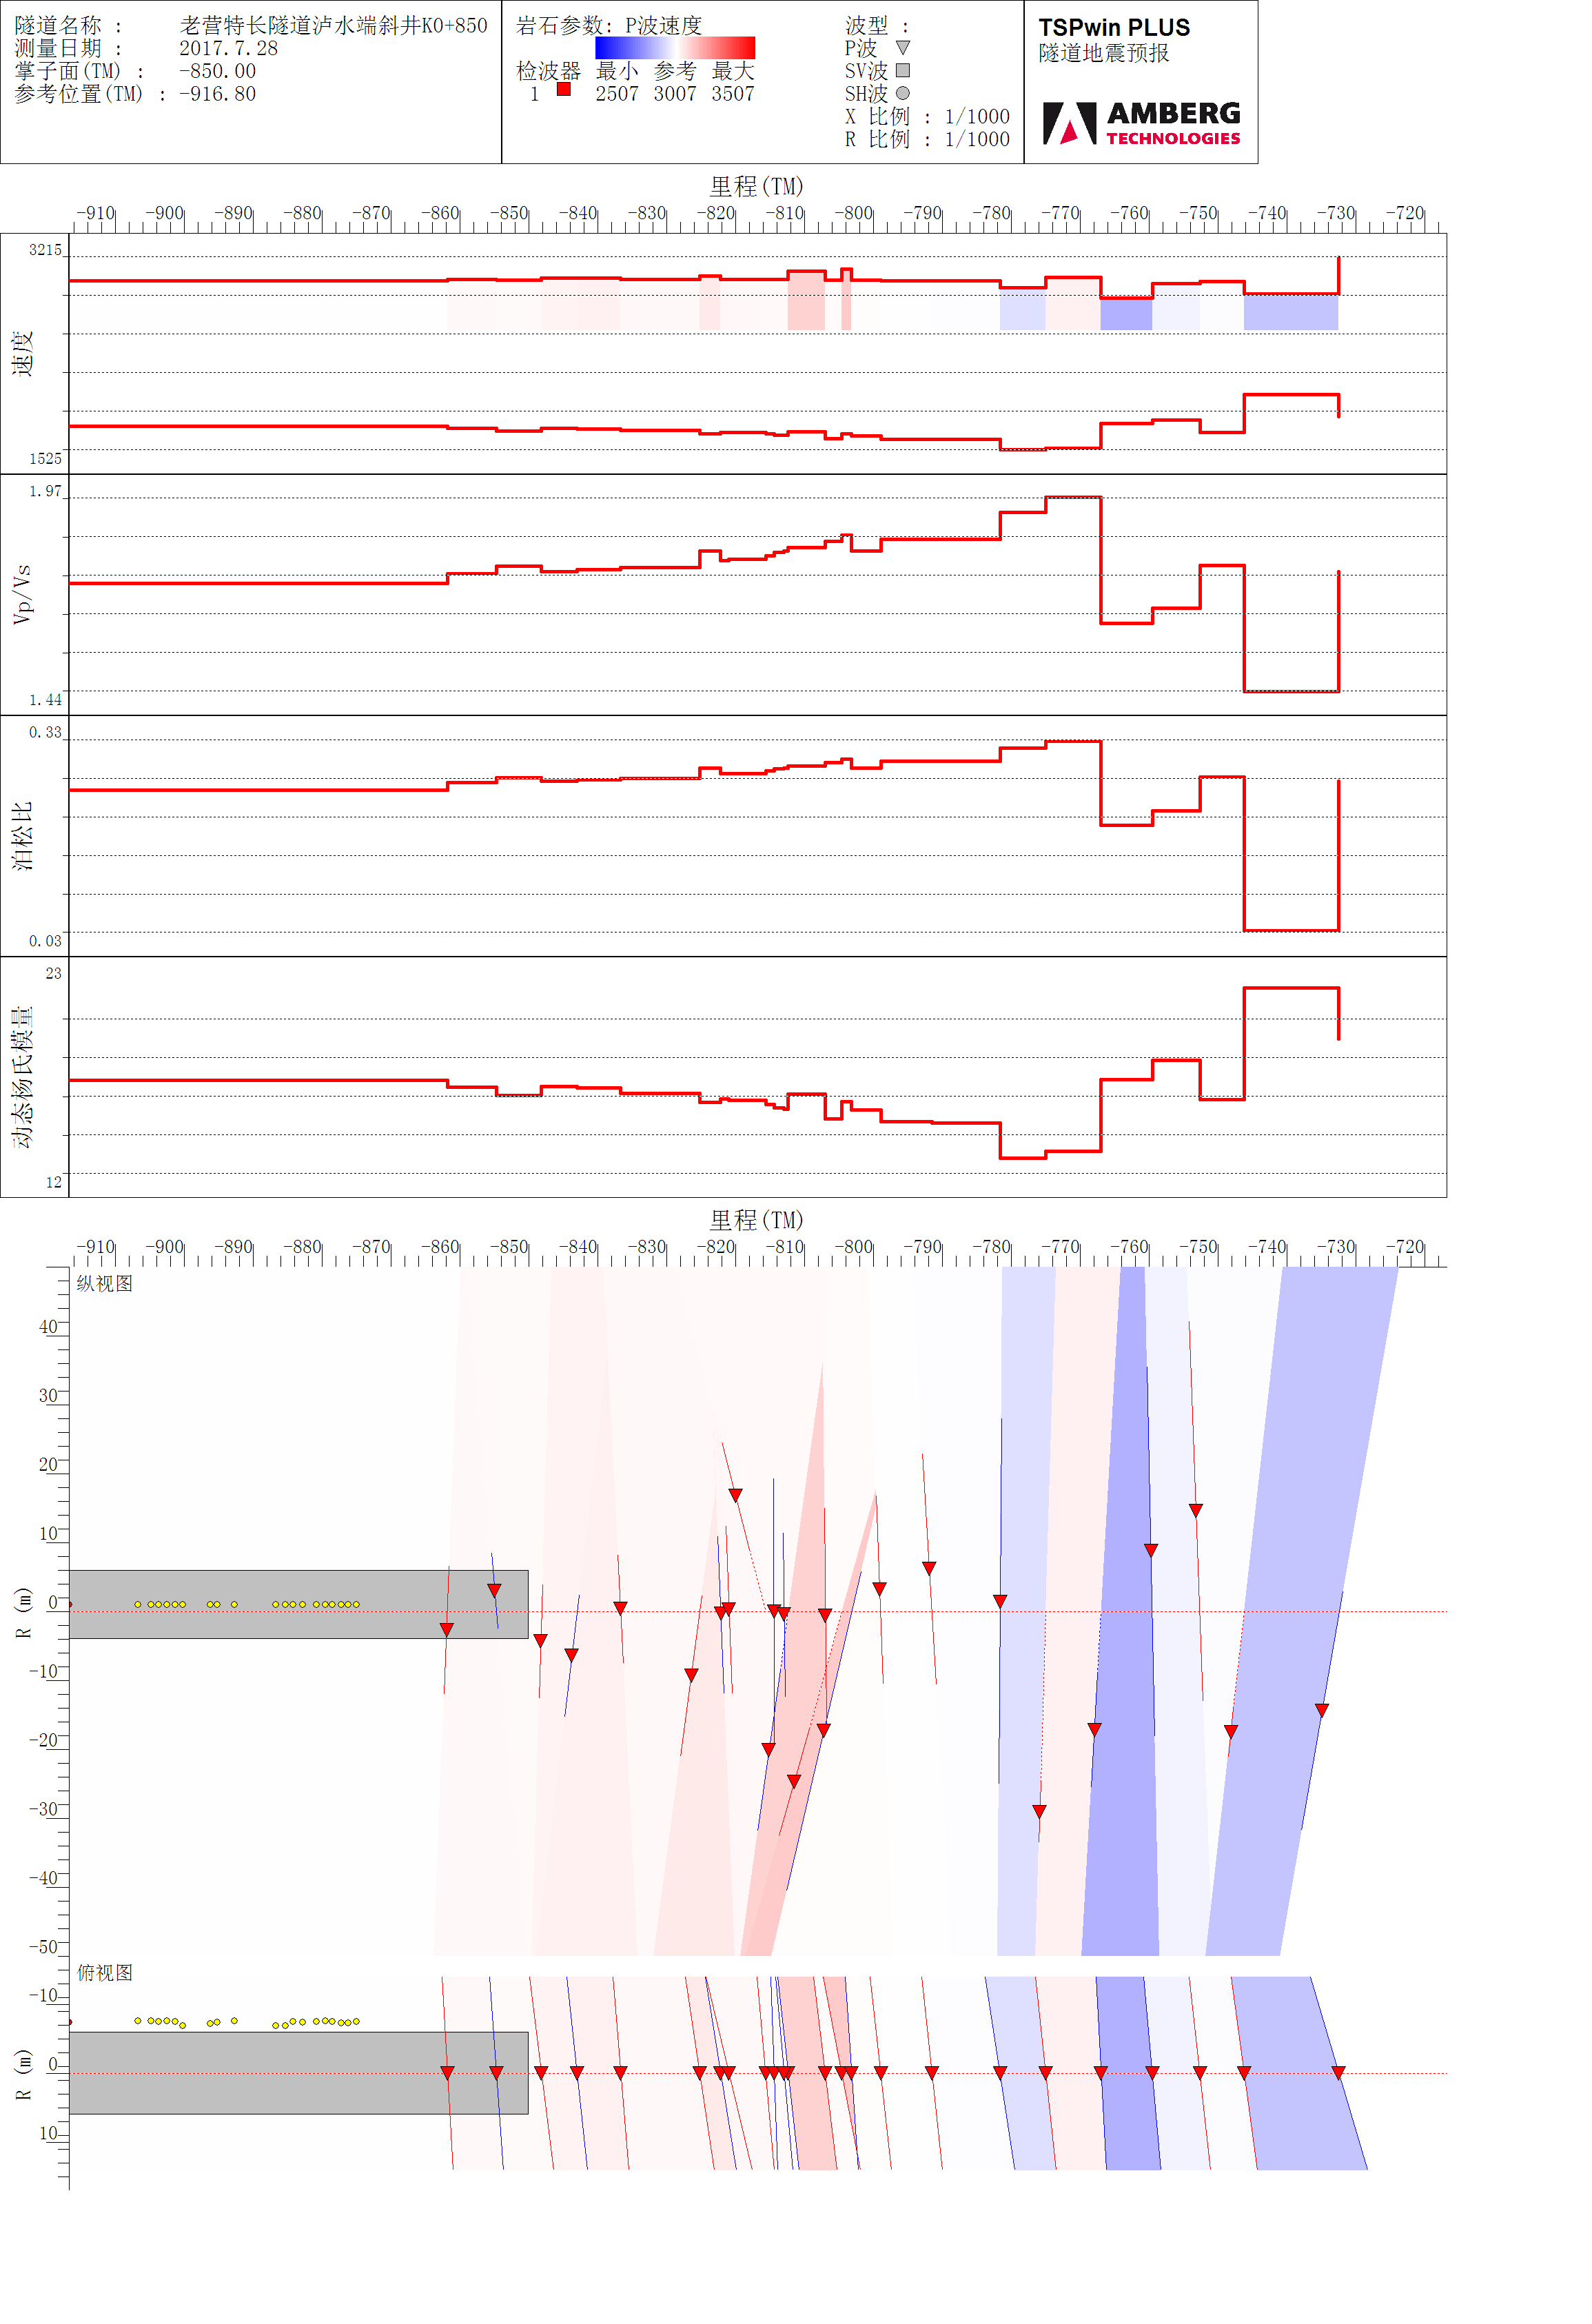 隧道名称 : 老营特长隧道泸水端斜井K0+850
测量日期 : 2017.7.28
掌子面(TM) : -850.00
参考位置(TM) : -916.80
岩石参数: P波速度
检波器 最小 参考 最大
1 2507 3007 3507
波型 :
P波
SV波
SH波
X 比例 : 1/1000
R 比例 : 1/1000
TSPwin PLUS
隧道地震预报
AMBERG
TECHNOLOGIES
里程(TM)
-910 -900 -890 -880 -870 -860 -850 -840 -830 -820 -810 -800 -790 -780 -770 -760 -750 -740 -730 -720
3215
速度
1525
1.97
Vp/Vs
1.44
0.33
泊松比
0.03
23
动态杨氏模量
12
里程(TM)
-910 -900 -890 -880 -870 -860 -850 -840 -830 -820 -810 -800 -790 -780 -770 -760 -750 -740 -730 -720
纵视图
40
30
20
10
0
R (m)
-10
-20
-30
-40
-50
俯视图
-10
0
R (m)
10